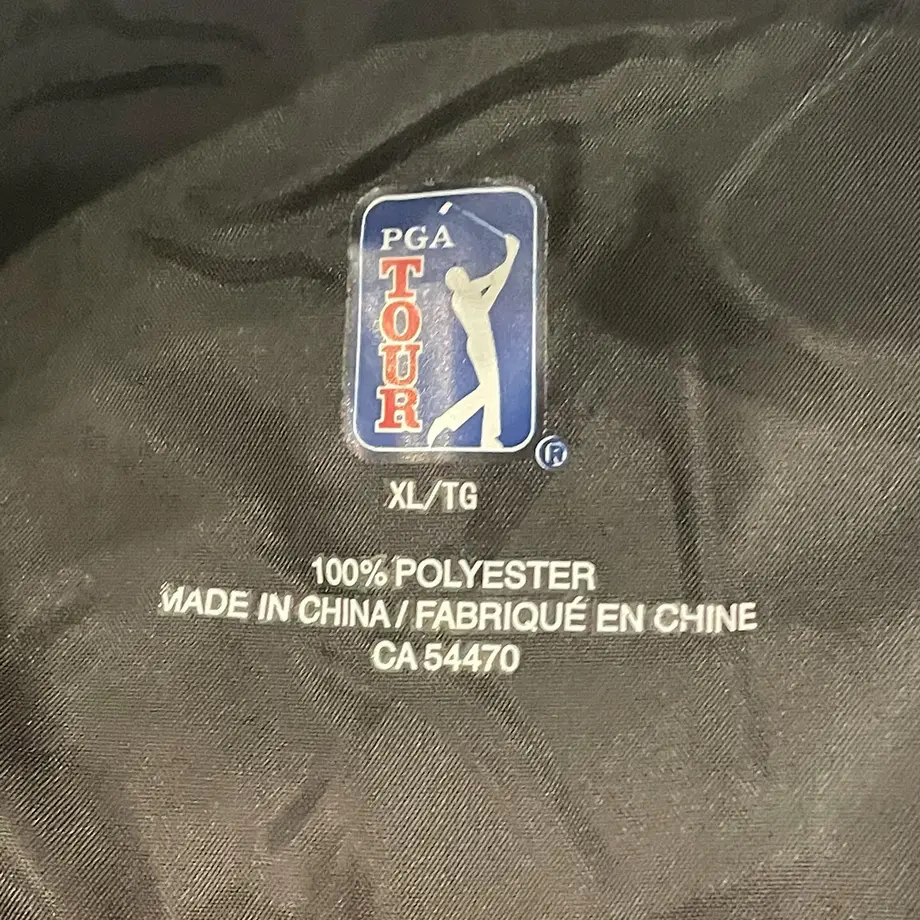 PGA
TOUR
®
XL/TG
100% POLYESTER
MADE IN CHINA / FABRIQUÉ EN CHINE
CA 54470